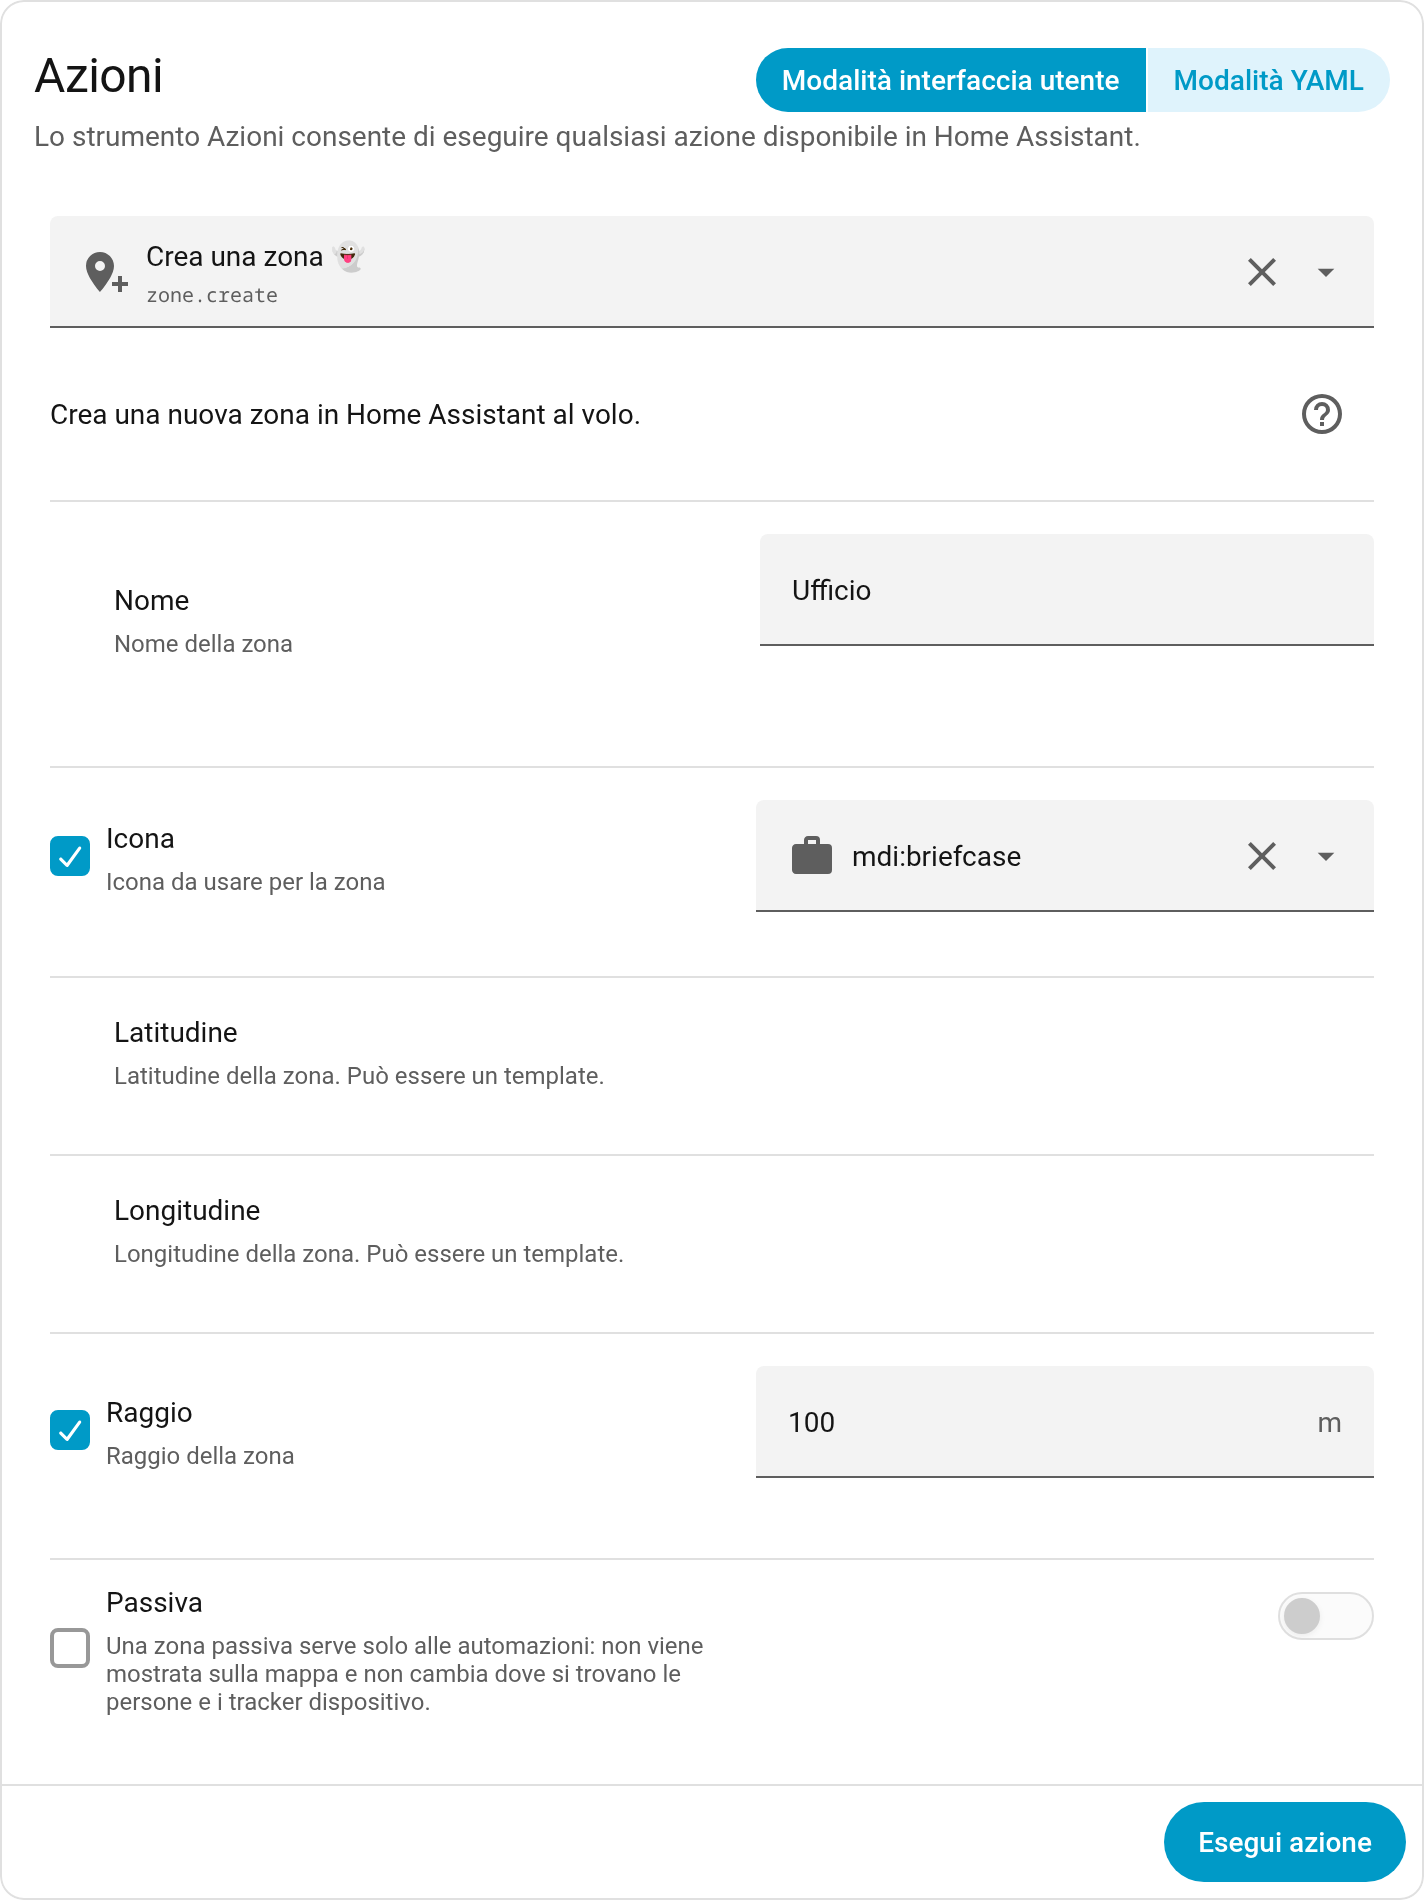 Azioni
Modalità interfaccia utente
Modalità YAML
Lo strumento Azioni consente di eseguire qualsiasi azione disponibile in Home Assistant.
Crea una zona 👻
zone.create
Crea una nuova zona in Home Assistant al volo.
Nome
Nome della zona
Ufficio
Icona
Icona da usare per la zona
mdi:briefcase
Latitudine
Latitudine della zona. Può essere un template.
Longitudine
Longitudine della zona. Può essere un template.
Raggio
Raggio della zona
100
m
Passiva
Una zona passiva serve solo alle automazioni: non viene
mostrata sulla mappa e non cambia dove si trovano le
persone e i tracker dispositivo.
Esegui azione